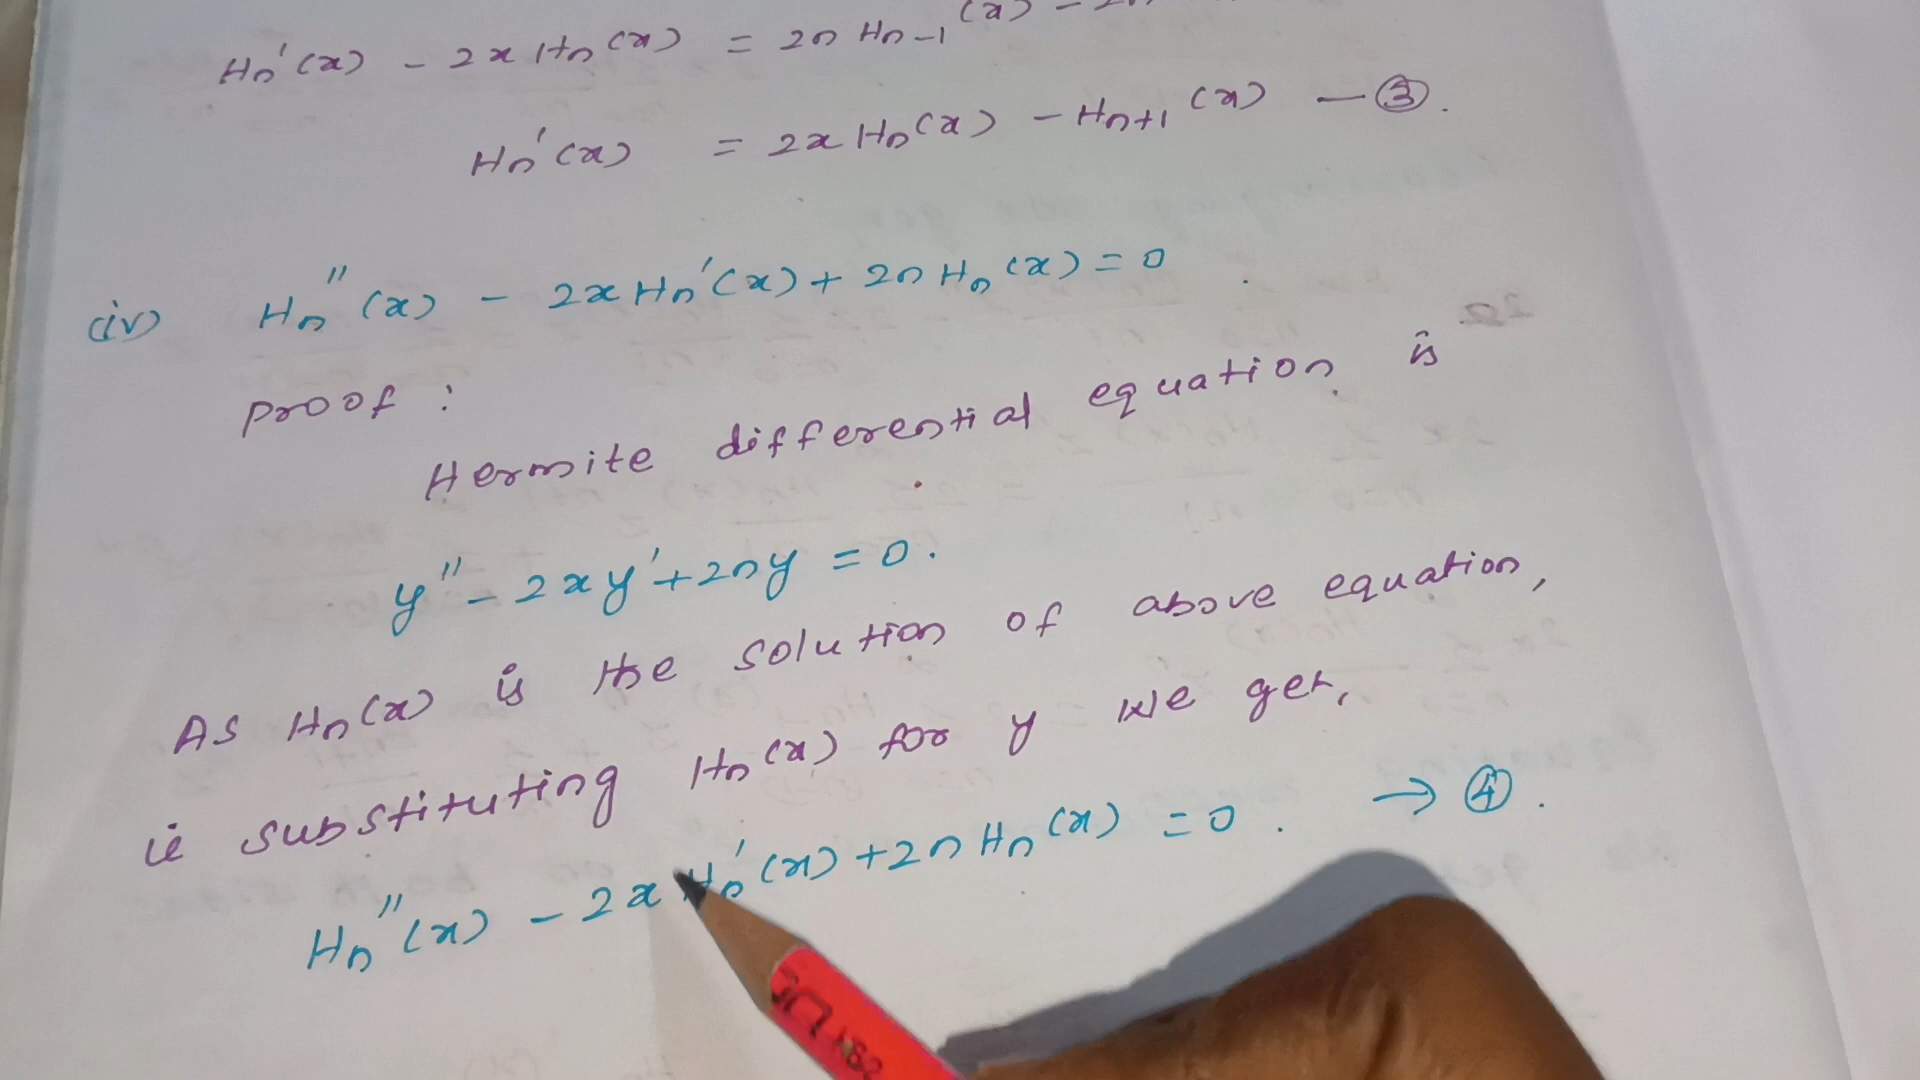 Hn'(x) - 2x Hn(x) = 2n Hn-1(x) - 2n
Hn'(x) = 2x Hn(x) - Hn+1(x) — ③.
(iv) Hn''(x) - 2x Hn'(x) + 2n Hn(x) = 0
proof :
Hermite differential equation is
y'' - 2xy' + 2ny = 0.
As Hn(x) is the solution of above equation,
ie substituting Hn(x) for y we get,
Hn''(x) - 2x Hn'(x) + 2n Hn(x) = 0. → ④.